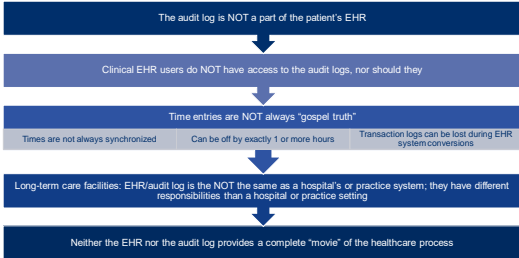 The audit log is NOT a part of the patient's EHR
Clinical EHR users do NOT have access to the audit logs, nor should they
Time entries are NOT always “gospel truth”
Times are not always synchronized
Can be off by exactly 1 or more hours
Transaction logs can be lost during EHR
system conversions
Long-term care facilities: EHR/audit log is the NOT the same as a hospital's or practice system; they have different
responsibilities than a hospital or practice setting
Neither the EHR nor the audit log provides a complete “movie” of the healthcare process